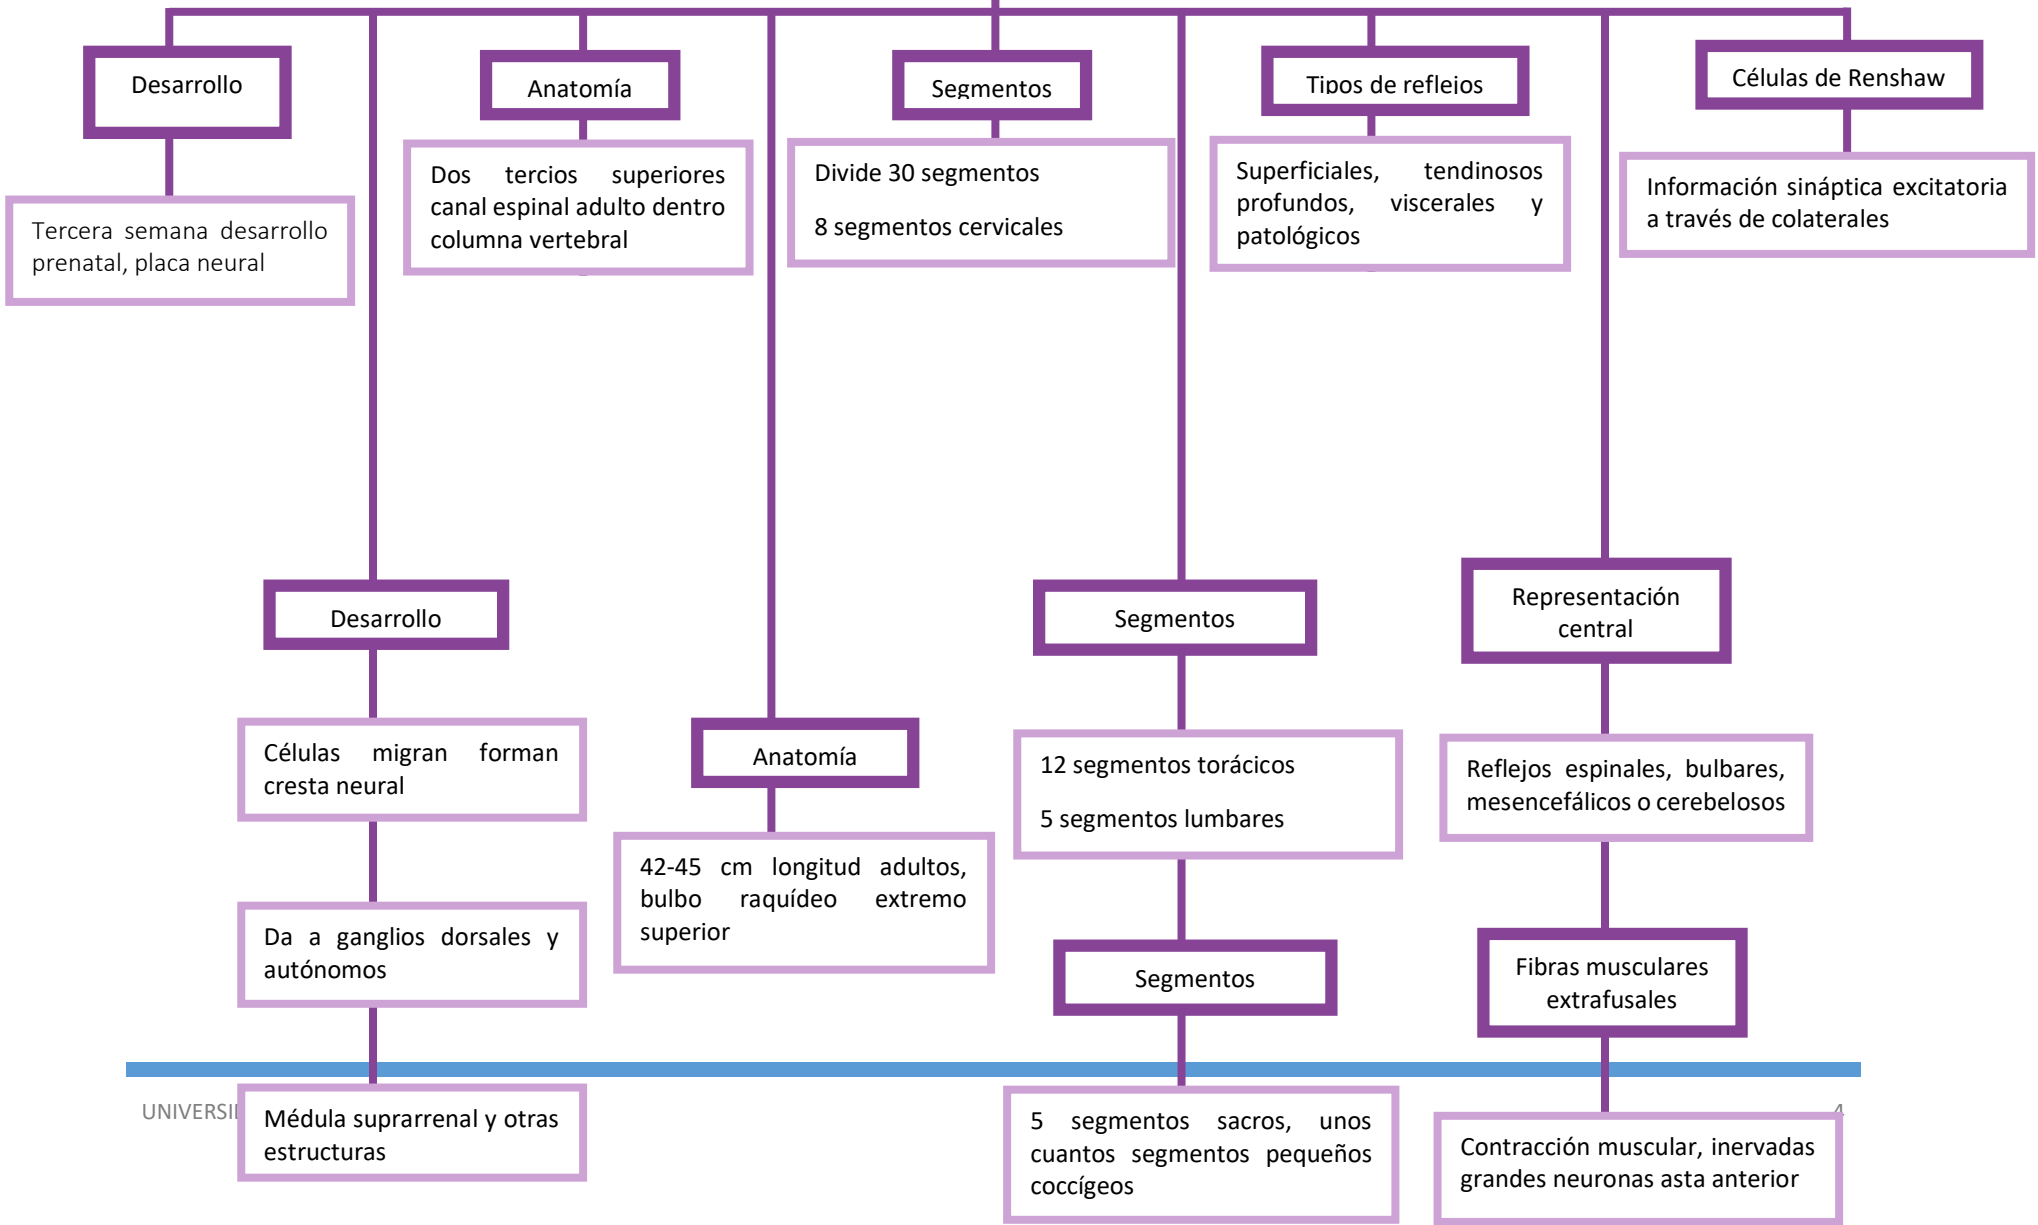 Desarrollo
Anatomía
Segmentos
Tipos de reflejos
Células de Renshaw
Tercera semana desarrollo
prenatal, placa neural
Dos tercios superiores
canal espinal adulto dentro
columna vertebral
Divide 30 segmentos
8 segmentos cervicales
Superficiales, tendinosos
profundos, viscerales y
patológicos
Información sináptica excitatoria
a través de colaterales
Desarrollo
Segmentos
Representación
central
Células migran forman
cresta neural
Anatomía
12 segmentos torácicos
5 segmentos lumbares
Reflejos espinales, bulbares,
mesencefálicos o cerebelosos
42-45 cm longitud adultos,
bulbo raquídeo extremo
superior
Da a ganglios dorsales y
autónomos
Segmentos
Fibras musculares
extrafusales
Médula suprarrenal y otras
estructuras
5 segmentos sacros, unos
cuantos segmentos pequeños
coccígeos
4
Contracción muscular, inervadas
grandes neuronas asta anterior